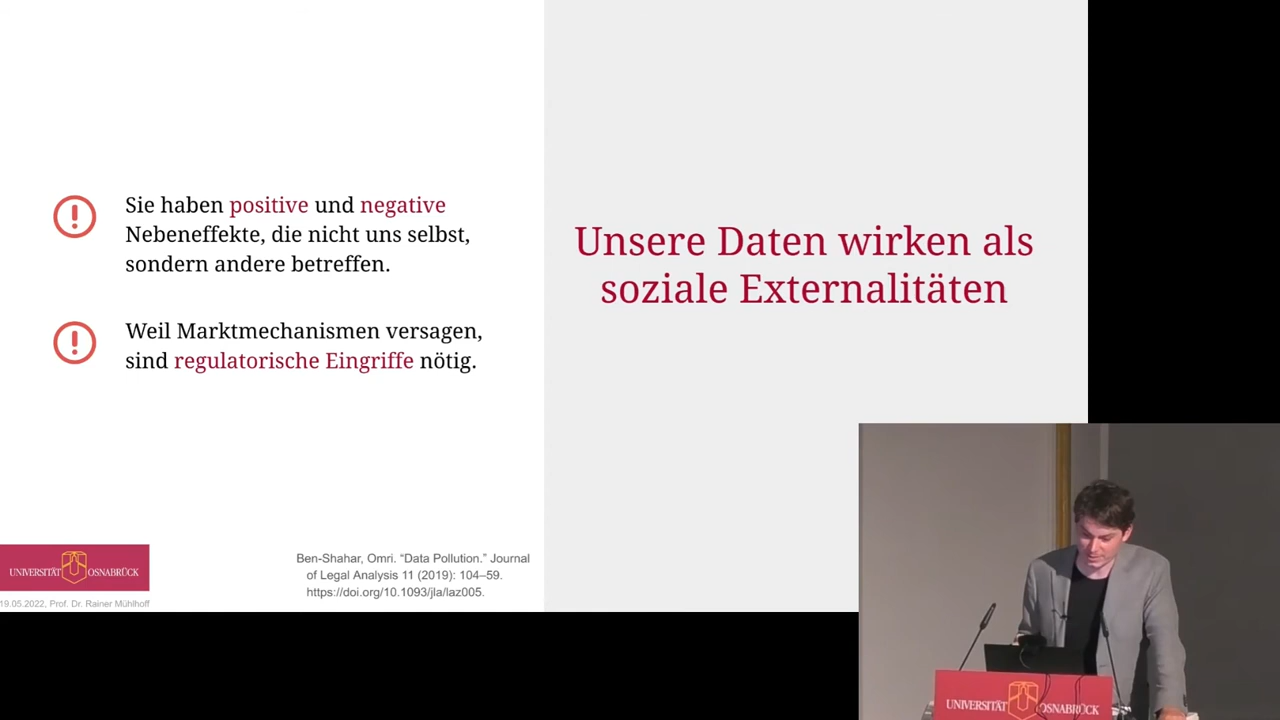 Sie haben positive und negative
Nebeneffekte, die nicht uns selbst,
sondern andere betreffen.
Weil Marktmechanismen versagen,
sind regulatorische Eingriffe nötig.
Unsere Daten wirken als
soziale Externalitäten
UNIVERSITÄT OSNABRÜCK
19.05.2022, Prof. Dr. Rainer Mühlhoff
Ben-Shahar, Omri. “Data Pollution.” Journal
of Legal Analysis 11 (2019): 104–59.
https://doi.org/10.1093/jla/laz005.
UNIVERSITÄT OSNABRÜCK